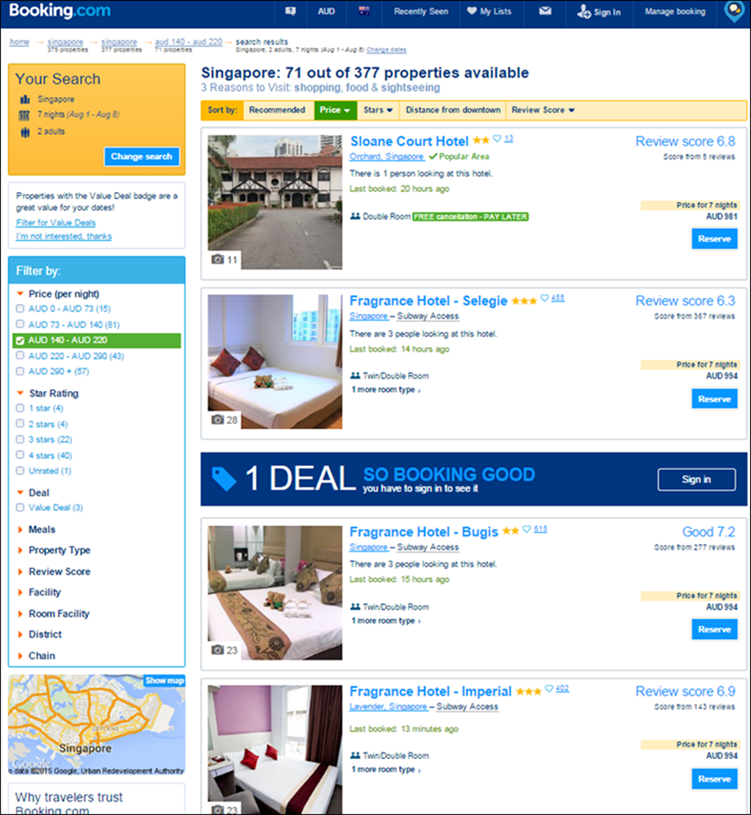 Booking.com
AUD
Recently Seen
My Lists
Sign In
Manage booking
home → singapore → singapore → aud 140 - aud 220 → search results
379 properties 377 properties 71 properties Singapore, 2 adults, 7 nights (Aug 1 - Aug 8) Change dates
Your Search
Singapore
7 nights (Aug 1 - Aug 8)
2 adults
Change search
Properties with the Value Deal badge are a
great value for your dates!
Filter for Value Deals
I'm not interested, thanks
Filter by:
Price (per night)
AUD 0 - AUD 73 (15)
AUD 73 - AUD 140 (81)
AUD 140 - AUD 220
AUD 220 - AUD 290 (43)
AUD 290 + (57)
Star Rating
1 star (4)
2 stars (4)
3 stars (22)
4 stars (40)
Unrated (1)
Deal
Value Deal (3)
Meals
Property Type
Review Score
Facility
Room Facility
District
Chain
Show map
Singapore
Google
data ©2015 Google, Urban Redevelopment Authority
Why travelers trust
Booking.com
Singapore: 71 out of 377 properties available
3 Reasons to Visit: shopping, food & sightseeing
Sort by: Recommended Price Stars Distance from downtown Review Score
Sloane Court Hotel 13
Orchard, Singapore Popular Area
There is 1 person looking at this hotel.
Last booked: 20 hours ago
Double Room FREE cancellation - PAY LATER
11
Review score 6.8
Score from 5 reviews
Price for 7 nights
AUD 981
Reserve
Fragrance Hotel - Selegie
Singapore – Subway Access
There are 3 people looking at this hotel.
Last booked: 14 hours ago
Twin/Double Room
1 more room type ›
28
Review score 6.3
Score from 367 reviews
Price for 7 nights
AUD 994
Reserve
1 DEAL SO BOOKING GOOD
you have to sign in to see it
Sign in
Fragrance Hotel - Bugis 615
Singapore – Subway Access
There are 3 people looking at this hotel.
Last booked: 15 hours ago
Twin/Double Room
1 more room type ›
23
Good 7.2
Score from 277 reviews
Price for 7 nights
AUD 994
Reserve
Fragrance Hotel - Imperial
Lavender, Singapore – Subway Access
Last booked: 13 minutes ago
Twin/Double Room
1 more room type ›
23
Review score 6.9
Score from 143 reviews
Price for 7 nights
AUD 994
Reserve